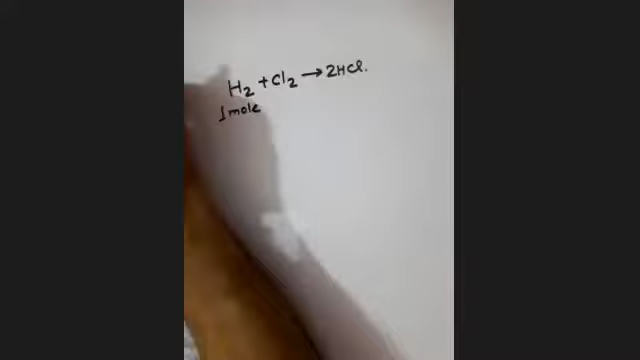 H₂ + Cl₂ → 2HCl.
1 mole